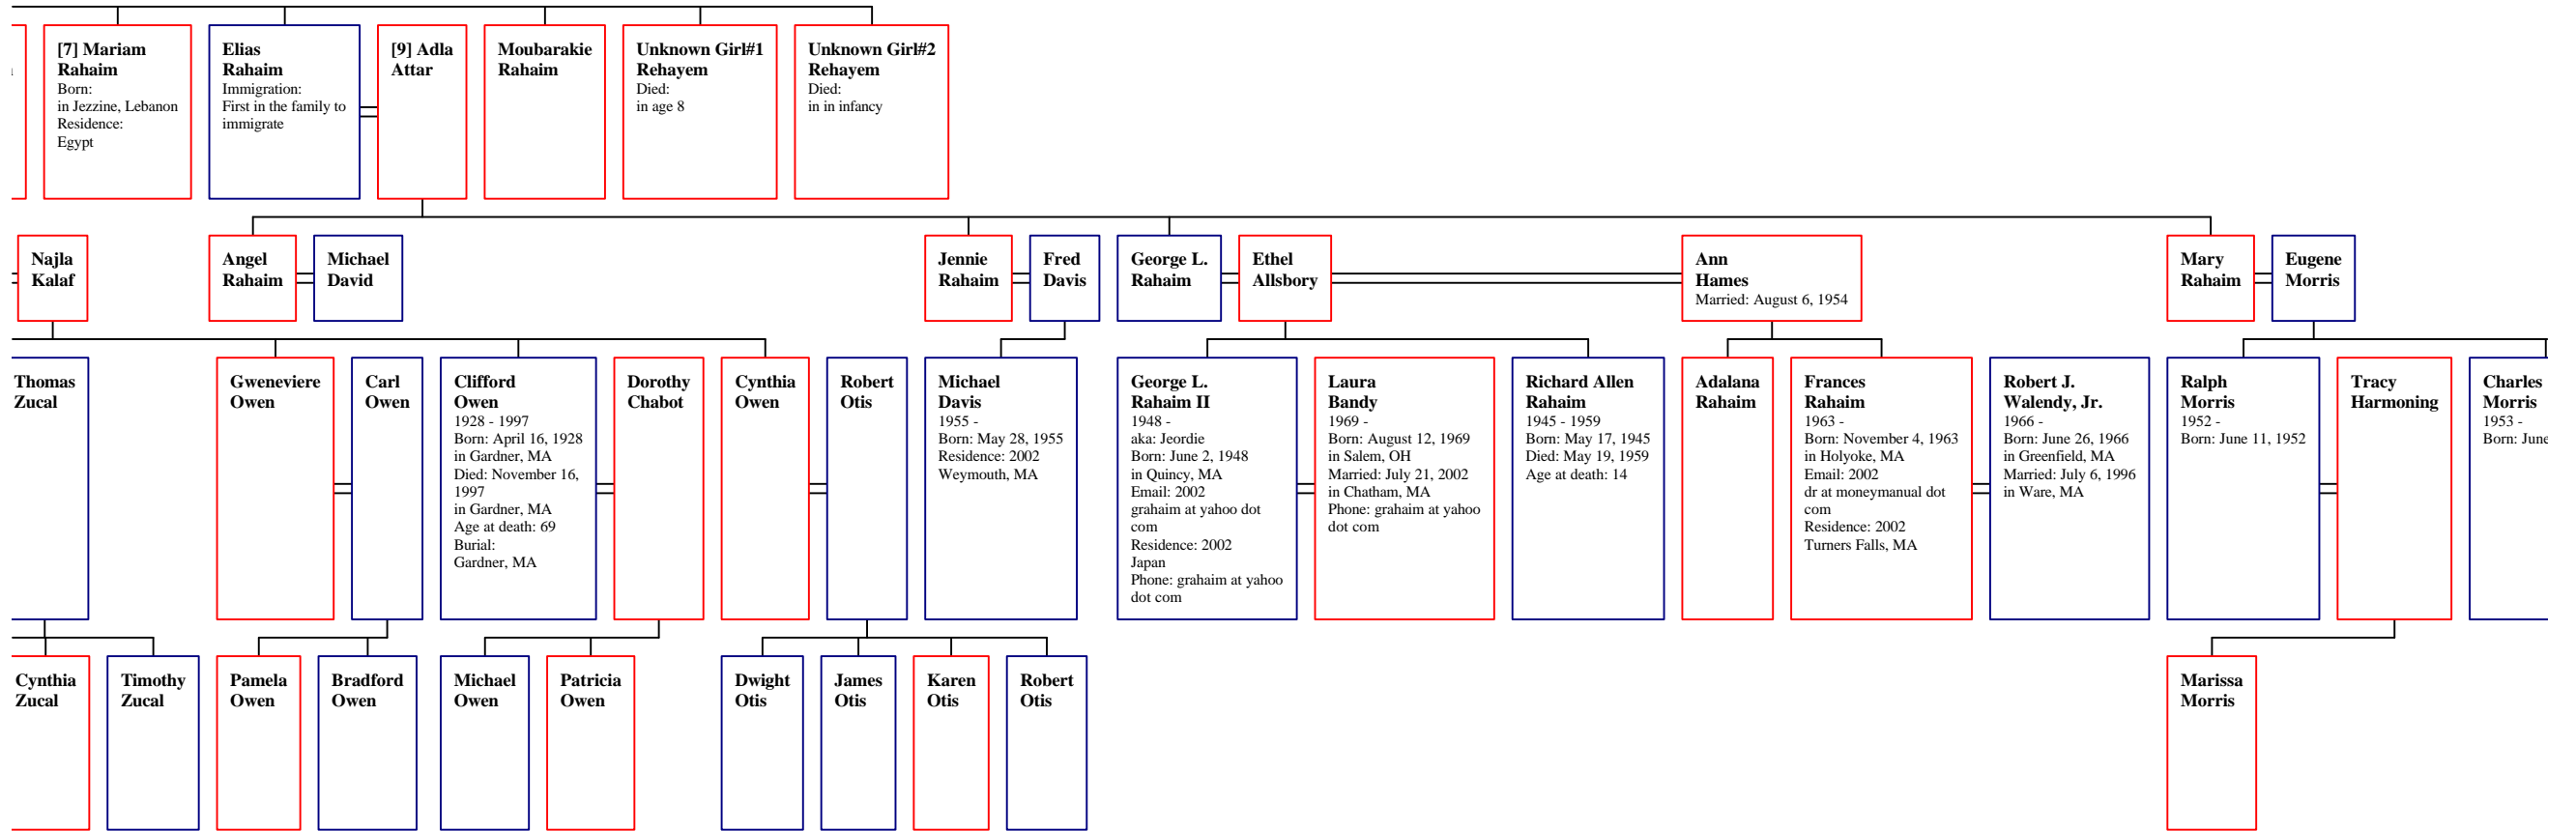 [7] Mariam
Rahaim
Born:
in Jezzine, Lebanon
Residence:
Egypt
Elias
Rahaim
Immigration:
First in the family to
immigrate
[9] Adla
Attar
Moubarakie
Rahaim
Unknown Girl#1
Rehayem
Died:
in age 8
Unknown Girl#2
Rehayem
Died:
in in infancy
Najla
Kalaf
Angel
Rahaim
Michael
David
Jennie
Rahaim
Fred
Davis
George L.
Rahaim
Ethel
Allsbory
Ann
Hames
Married: August 6, 1954
Mary
Rahaim
Eugene
Morris
Thomas
Zucal
Gweneviere
Owen
Carl
Owen
Clifford
Owen
1928 - 1997
Born: April 16, 1928
in Gardner, MA
Died: November 16,
1997
in Gardner, MA
Age at death: 69
Burial:
Gardner, MA
Dorothy
Chabot
Cynthia
Owen
Robert
Otis
Michael
Davis
1955 -
Born: May 28, 1955
Residence: 2002
Weymouth, MA
George L.
Rahaim II
1948 -
aka: Jeordie
Born: June 2, 1948
in Quincy, MA
Email: 2002
grahaim at yahoo dot
com
Residence: 2002
Japan
Phone: grahaim at yahoo
dot com
Laura
Bandy
1969 -
Born: August 12, 1969
in Salem, OH
Married: July 21, 2002
in Chatham, MA
Phone: grahaim at yahoo
dot com
Richard Allen
Rahaim
1945 - 1959
Born: May 17, 1945
Died: May 19, 1959
Age at death: 14
Adalana
Rahaim
Frances
Rahaim
1963 -
Born: November 4, 1963
in Holyoke, MA
Email: 2002
dr at moneymanual dot
com
Residence: 2002
Turners Falls, MA
Robert J.
Walendy, Jr.
1966 -
Born: June 26, 1966
in Greenfield, MA
Married: July 6, 1996
in Ware, MA
Ralph
Morris
1952 -
Born: June 11, 1952
Tracy
Harmoning
Charles
Morris
1953 -
Born: June
Cynthia
Zucal
Timothy
Zucal
Pamela
Owen
Bradford
Owen
Michael
Owen
Patricia
Owen
Dwight
Otis
James
Otis
Karen
Otis
Robert
Otis
Marissa
Morris